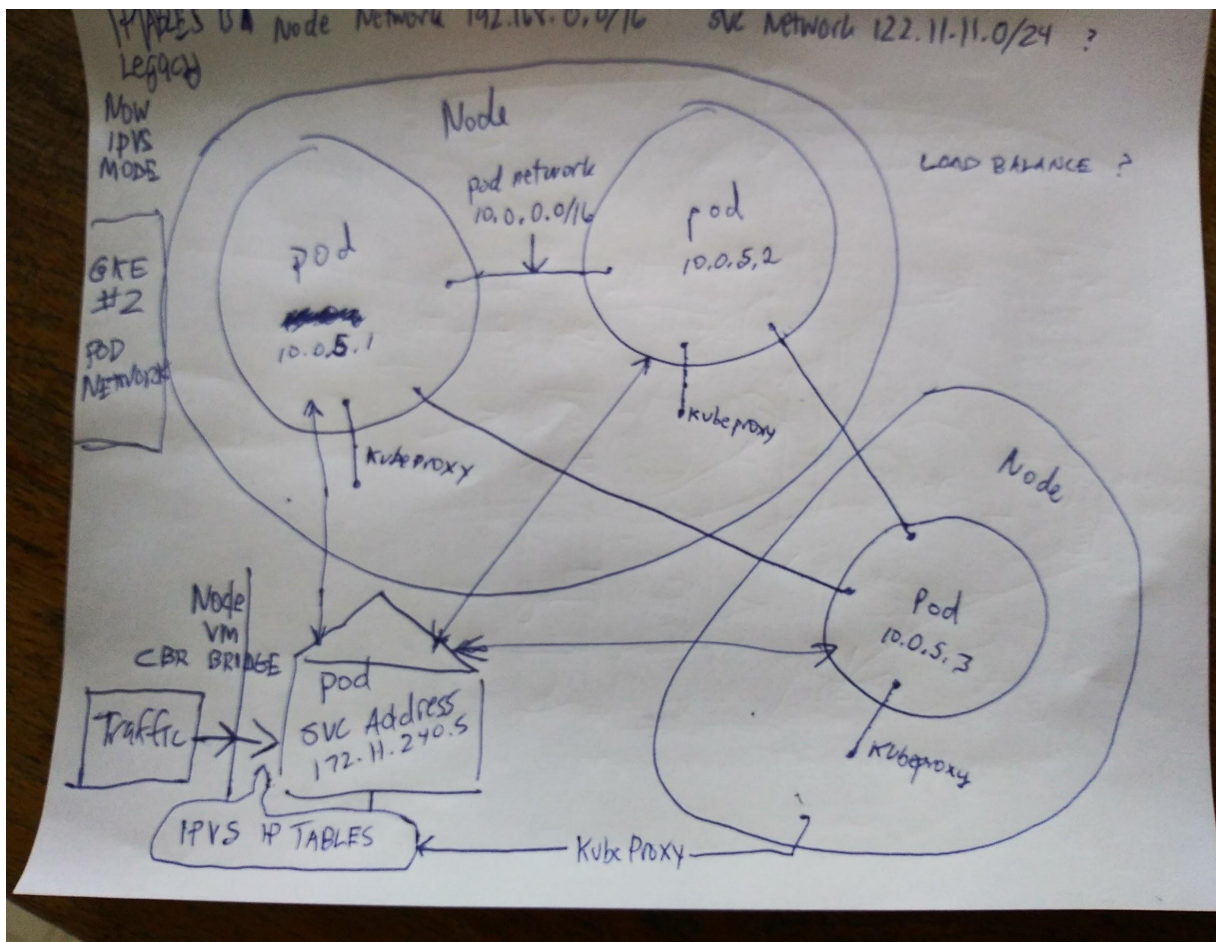 IPTABLES is A Node Network 192.168.0.0/16 SVC Network 122.11.11.0/24 ?
Legacy
NOW
IPVS
MODE
GKE
#2
POD
NETWORK
Node
pod network
10.0.0.0/16
LOAD BALANCE ?
pod
10.0.5.1
pod
10.0.5.2
Kubeproxy
Kubeproxy
Node
Pod
10.0.5.3
Kubeproxy
Node
VM
CBR BRIDGE
Traffic
pod
SVC Address
172.11.240.5
IPVS IP TABLES
Kube Proxy